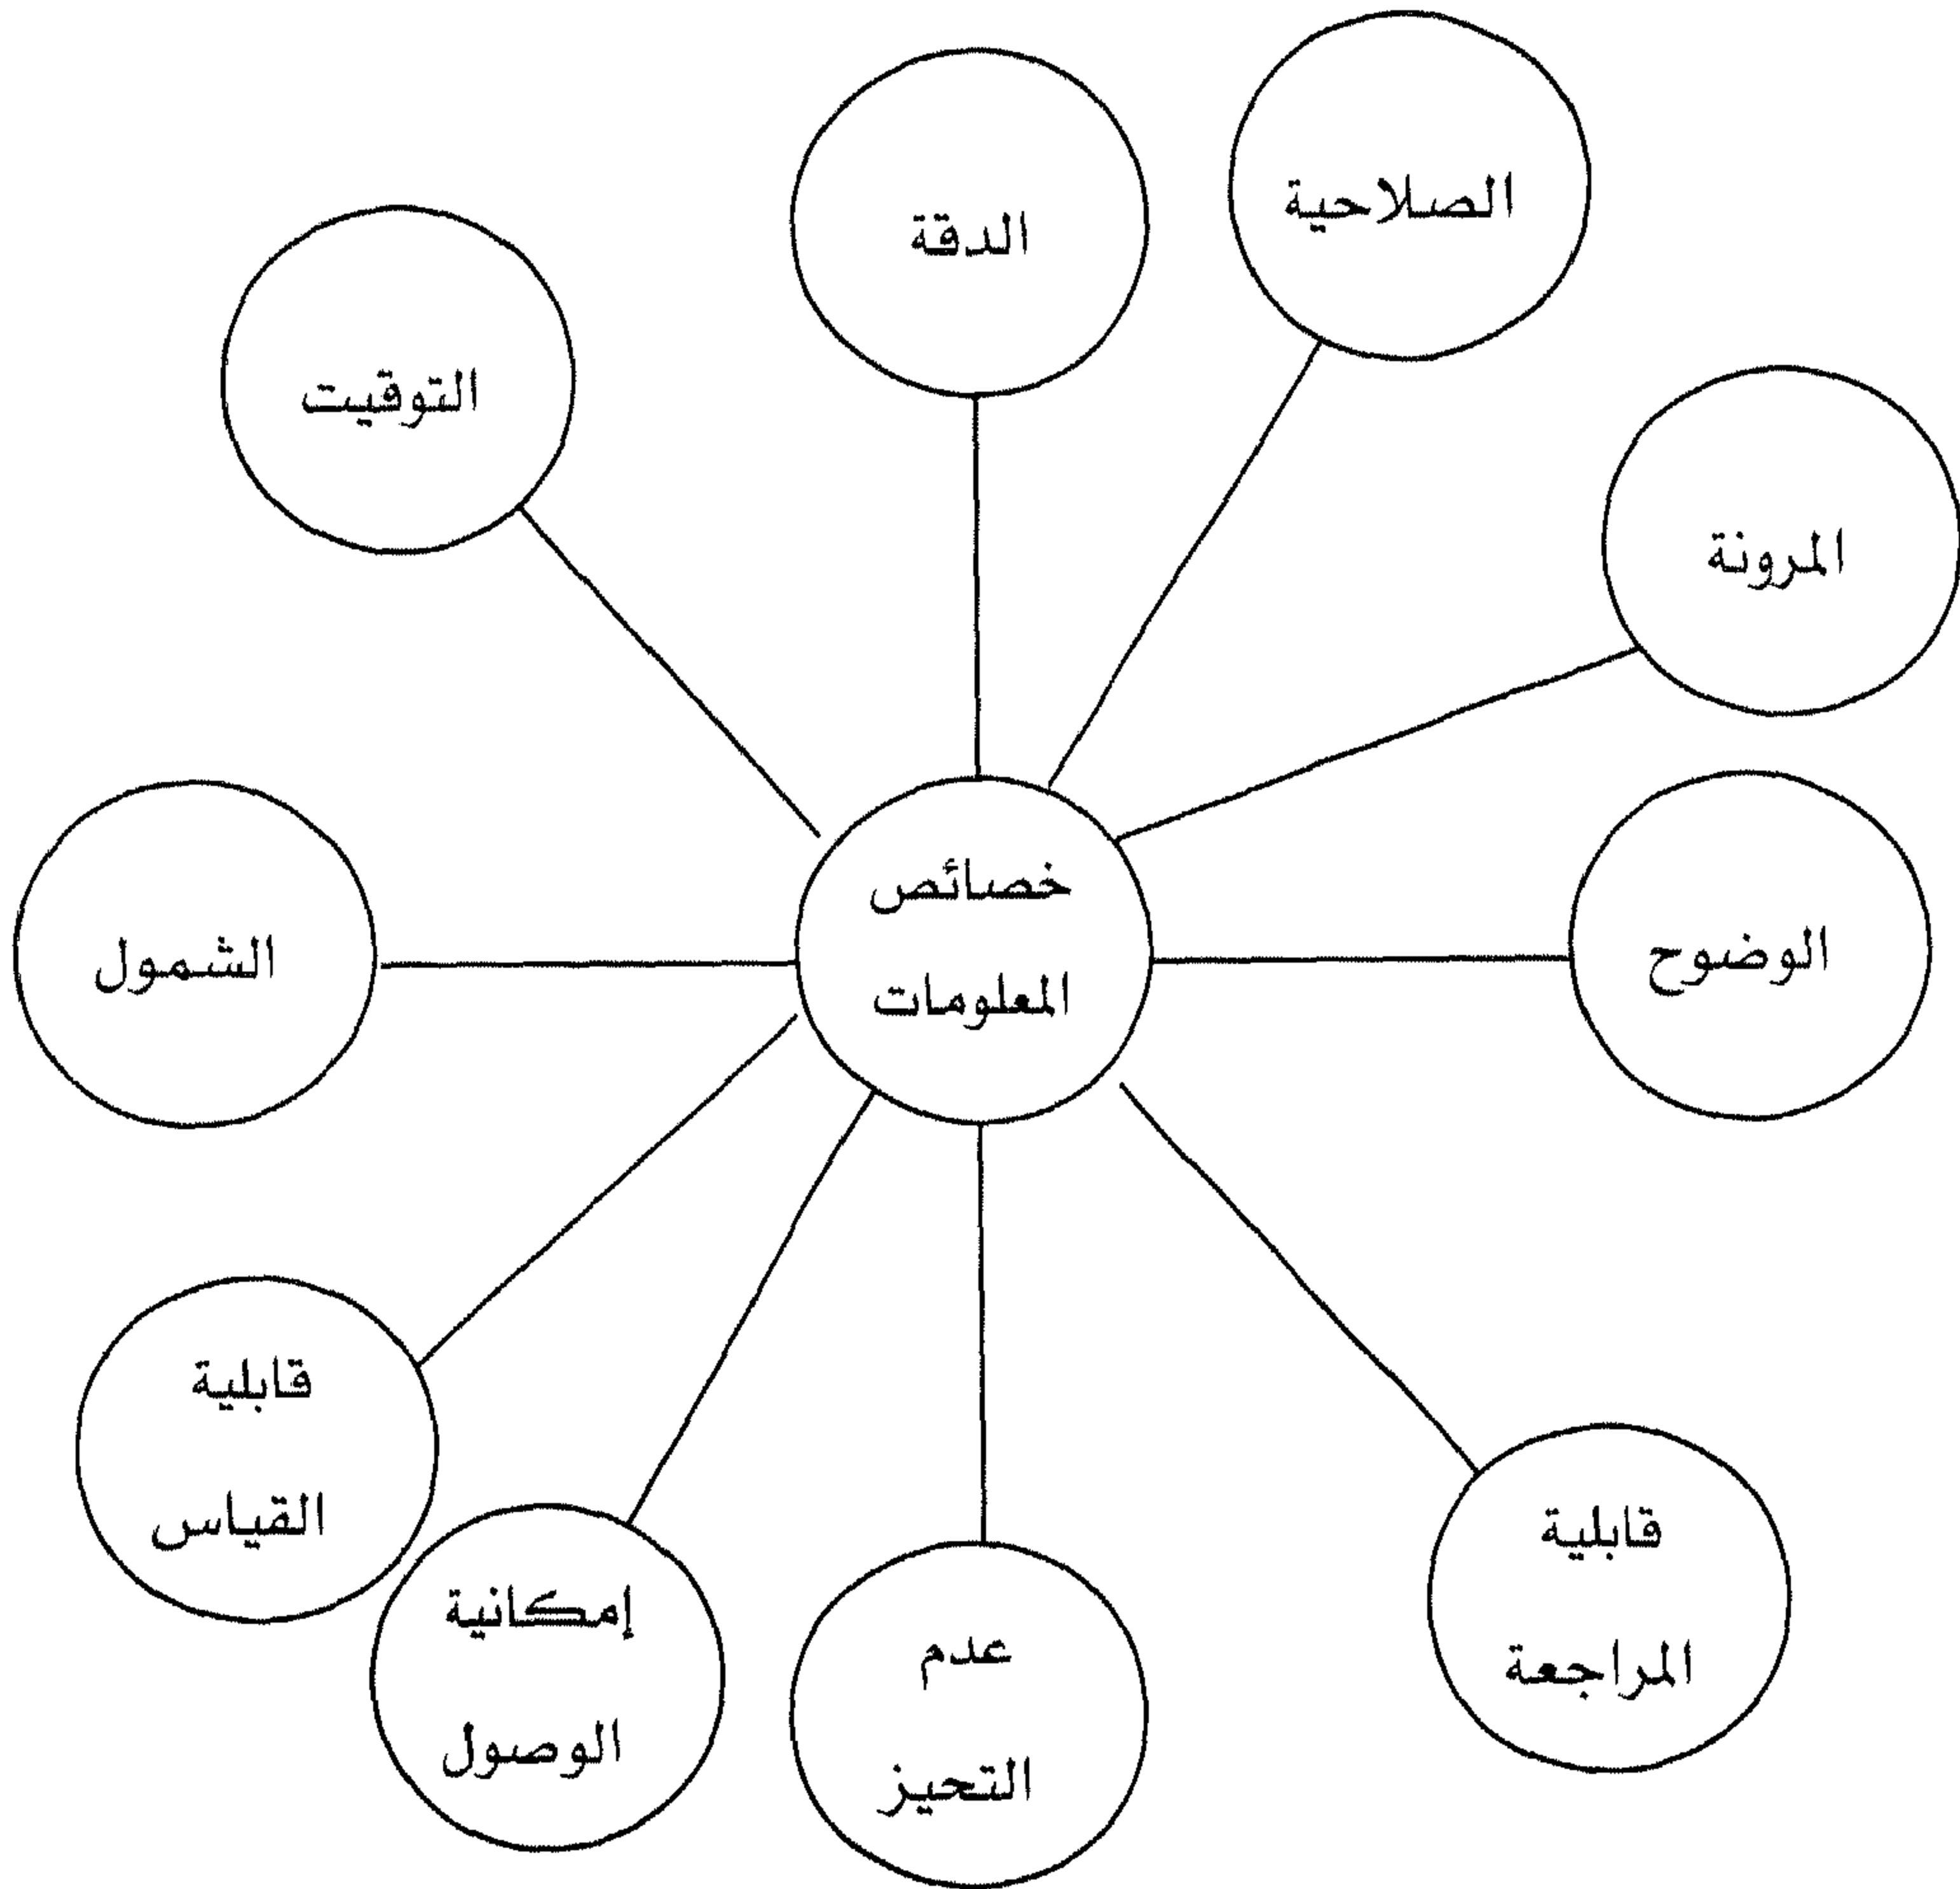 الصلاحية
الدقة
التوقيت
المرونة
خصائص
المعلومات
الوضوح
الشمول
قابلية
القياس
إمكانية
الوصول
عدم
التحيز
قابلية
المراجعة